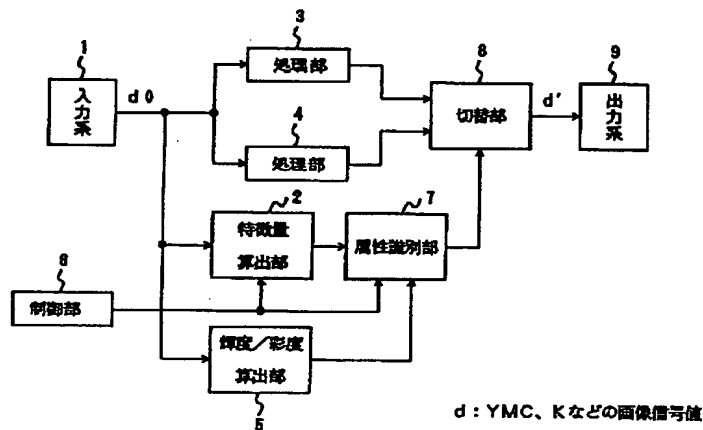 1
入力系
d0
3
処理部
4
処理部
8
切替部
d'
9
出力系
2
特徴量
算出部
7
属性識別部
6
制御部
輝度／彩度
算出部
5
d：YMC、Kなどの画像信号値